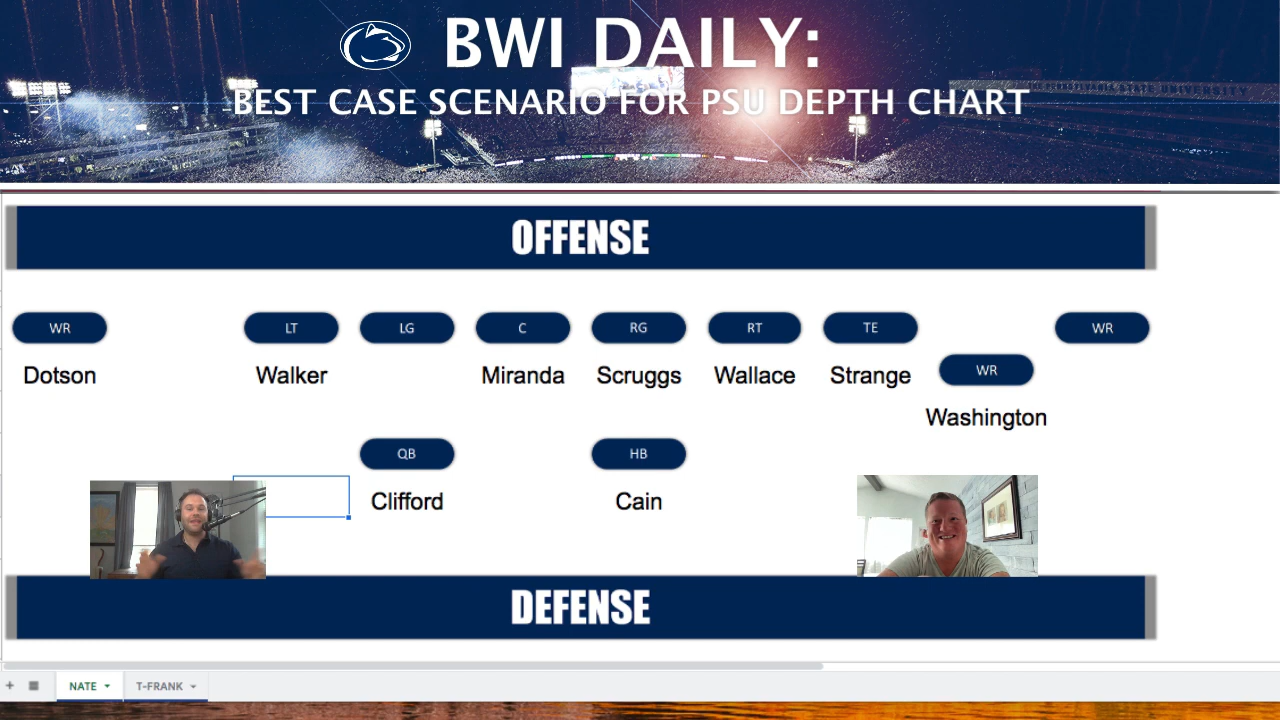 BWI DAILY:
BEST CASE SCENARIO FOR PSU DEPTH CHART
OFFENSE
WR LT LG C RG RT TE WR
Dotson Walker Miranda Scruggs Wallace Strange
WR
Washington
QB HB
Clifford Cain
DEFENSE
+ NATE T-FRANK